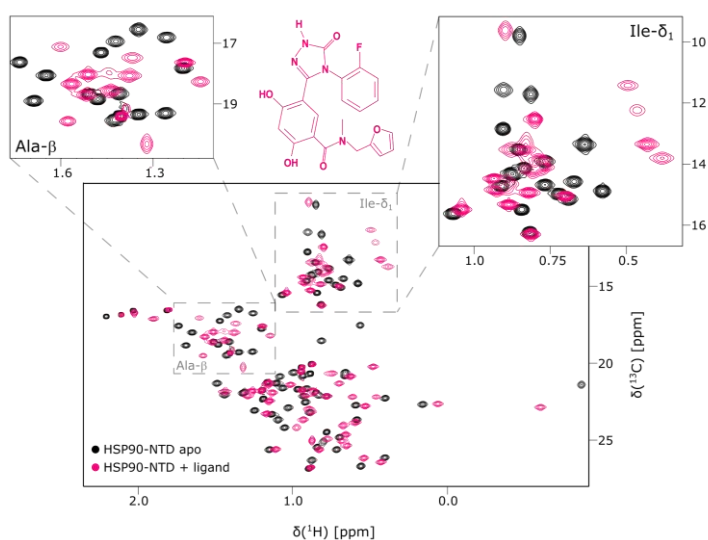 Ala-β
17
19
1.6
1.3
H
N
O
N
N
F
HO
OH
O
N
O
Ile-δ1
10
12
14
16
1.0
0.75
0.5
Ile-δ1
Ala-β
15
20
25
δ(13C) [ppm]
HSP90-NTD apo
HSP90-NTD + ligand
2.0
1.0
0.0
δ(1H) [ppm]